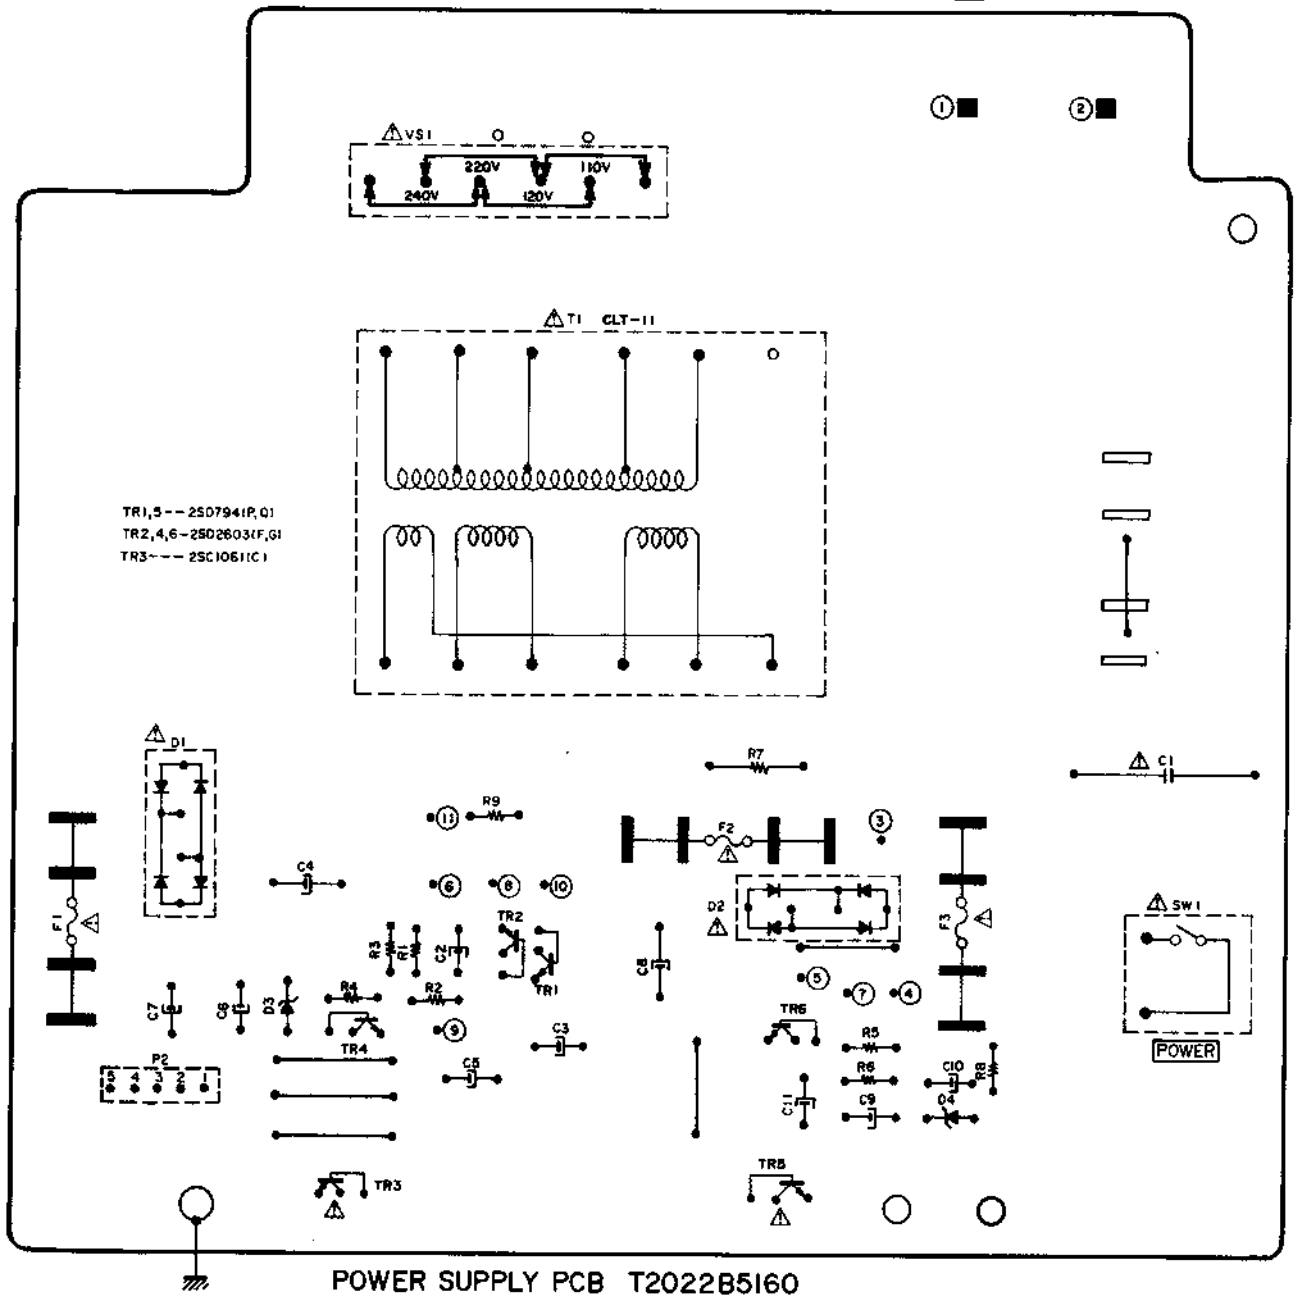 1 2
⚠ VS1
220V 110V
240V 120V
⚠ T1 CLT-11
TR1,5--2SD794(P,Q)
TR2,4,6-2SD2603(F,G)
TR3---2SC1061(C)
⚠ D1
R7
⚠ C1
R9
11
F2
⚠
3
C4
6 8 10
D2
⚠
F1 ⚠
F3 ⚠
⚠ SW1
TR2
R3 R1 C2
TR1
C8
5
7 4
C7 C6 D3
R4 R2
9
TR4
TR6
C3
R5
POWER
P2
5 4 3 2 1
C5
R6
C10
R8
C11
C9
D4
TR3
⚠
TR5
⚠
POWER SUPPLY PCB T2022B5160